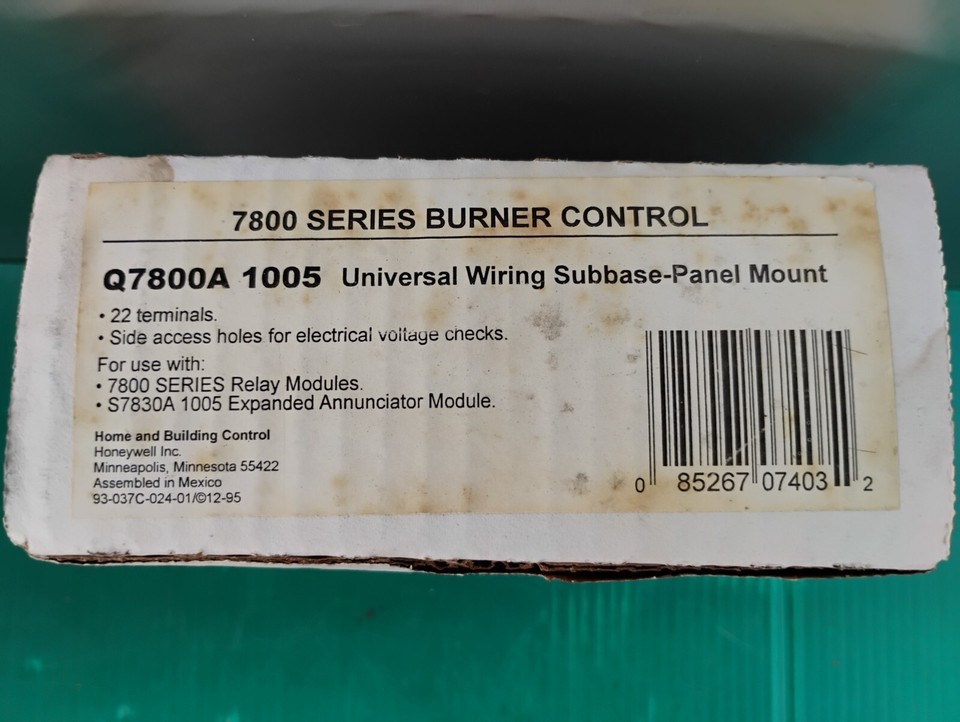 7800 SERIES BURNER CONTROL
Q7800A 1005 Universal Wiring Subbase-Panel Mount
• 22 terminals.
• Side access holes for electrical voltage checks.
For use with:
• 7800 SERIES Relay Modules.
• S7830A 1005 Expanded Annunciator Module.
Home and Building Control
Honeywell Inc.
Minneapolis, Minnesota 55422
Assembled in Mexico
93-037C-024-01/©12-95
0 85267 07403 2